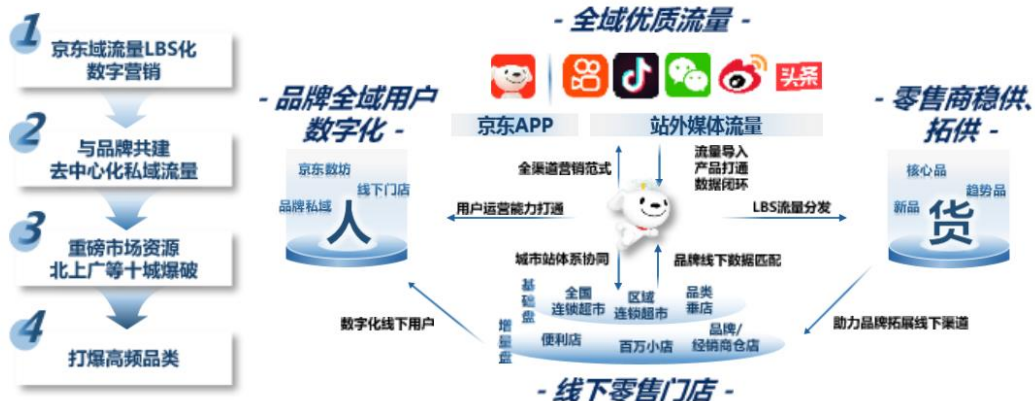 1
京东域流量LBS化
数字营销
2
与品牌共建
去中心化私域流量
3
重磅市场资源
北上广等十城爆破
4
打爆高频品类
- 全域优质流量 -
头条
京东APP
站外媒体流量
- 品牌全域用户
数字化 -
京东数坊
线下门店
品牌私域
人
- 零售商稳供、
拓供 -
核心品
趋势品
新品
货
全渠道营销范式
流量导入
产品打通
数据闭环
用户运营能力打通
LBS流量分发
城市站体系协同
品牌线下数据匹配
基础盘
全国
连锁超市
区域
连锁超市
品类
垂店
增量盘
便利店
百万小店
品牌/
经销商仓店
数字化线下用户
助力品牌拓展线下渠道
- 线下零售门店 -